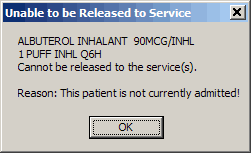 Unable to be Released to Service
ALBUTEROL INHALANT 90MCG/INHL
1 PUFF INHL Q6H
Cannot be released to the service(s).
Reason: This patient is not currently admitted!
OK